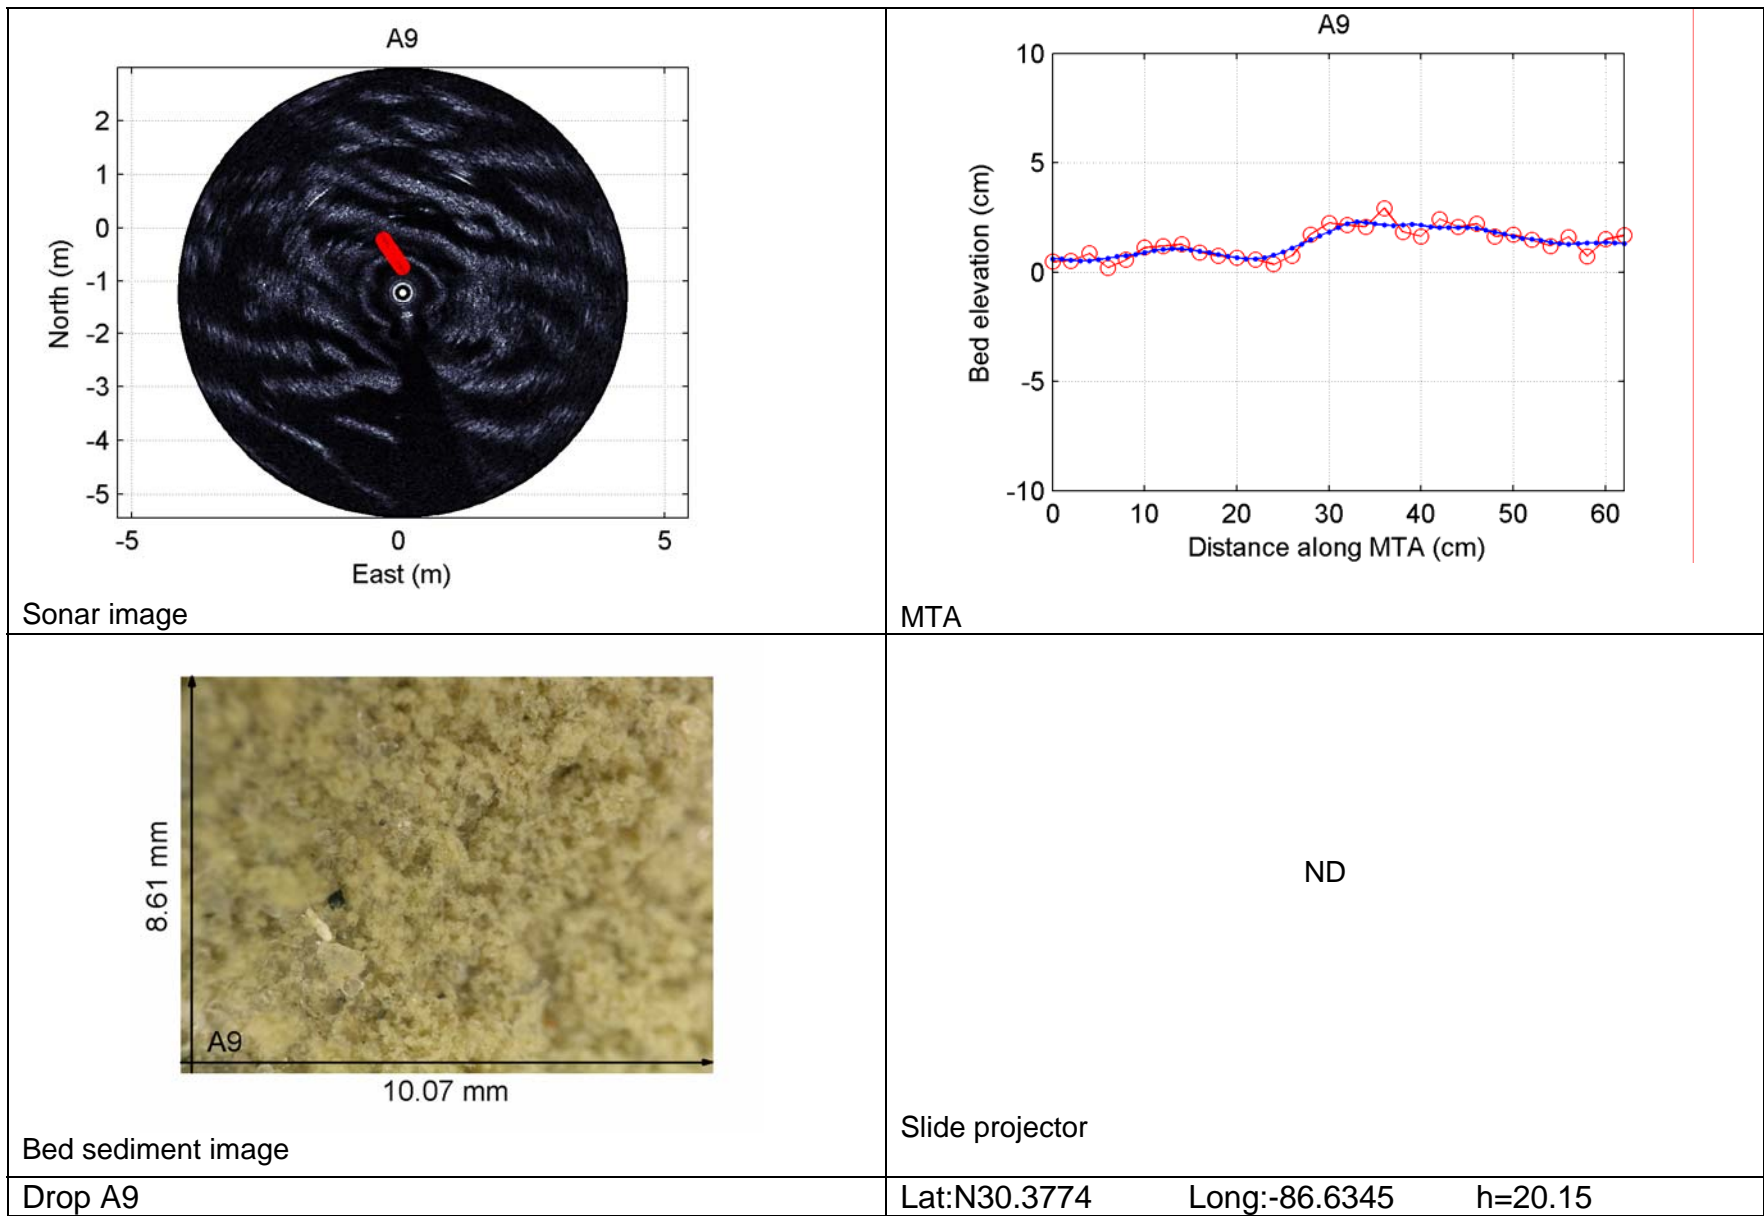 A9
2
1
0
-1
-2
-3
-4
-5
North (m)
-5 0 5
East (m)
Sonar image
A9
10
5
0
-5
-10
Bed elevation (cm)
0 10 20 30 40 50 60
Distance along MTA (cm)
MTA
8.61 mm
A9
10.07 mm
Bed sediment image
ND
Slide projector
Drop A9
Lat:N30.3774 Long:-86.6345 h=20.15